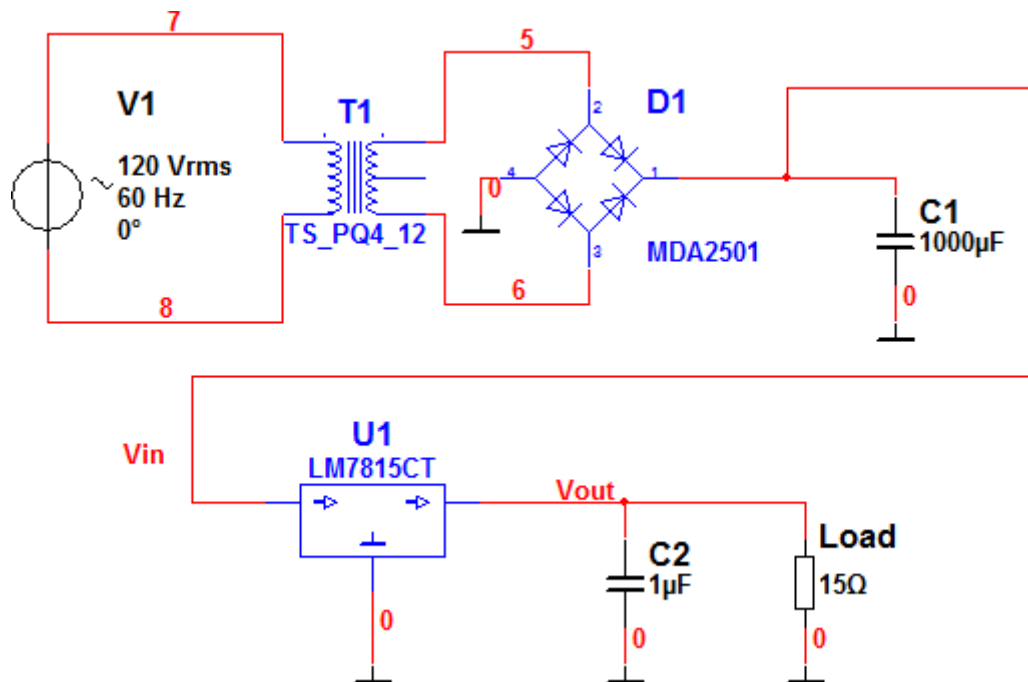 7
5
V1
T1
D1
2
120 Vrms
60 Hz
0°
4
1
0
TS_PQ4_12
C1
1000µF
3
MDA2501
6
8
0
U1
Vin
LM7815CT
Vout
Load
C2
1µF
15Ω
0
0
0